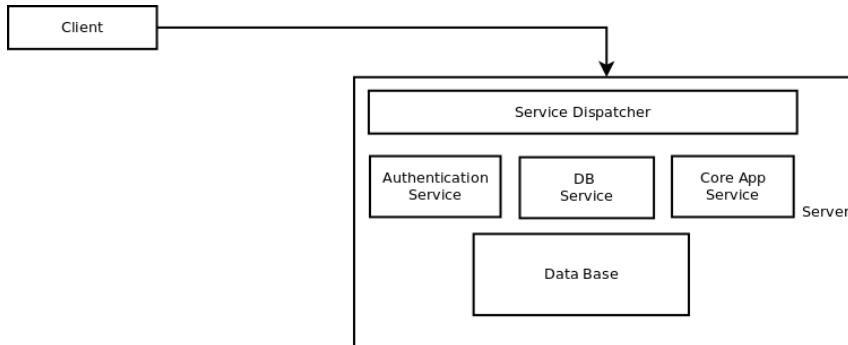 Client
Service Dispatcher
Authentication
Service
DB
Service
Core App
Service
Server
Data Base